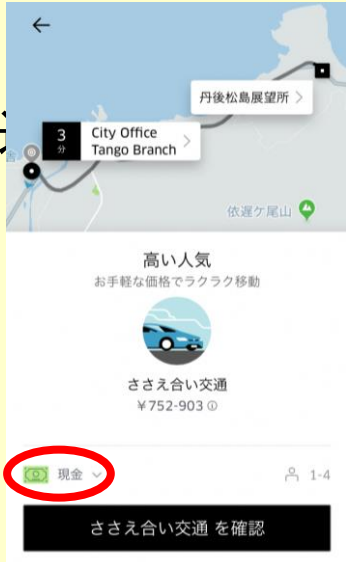 丹後松島展望所
3
分
City Office
Tango Branch
依遅ケ尾山
高い人気
お手軽な価格でラクラク移動
ささえ合い交通
¥752-903
現金
1-4
ささえ合い交通 を確認